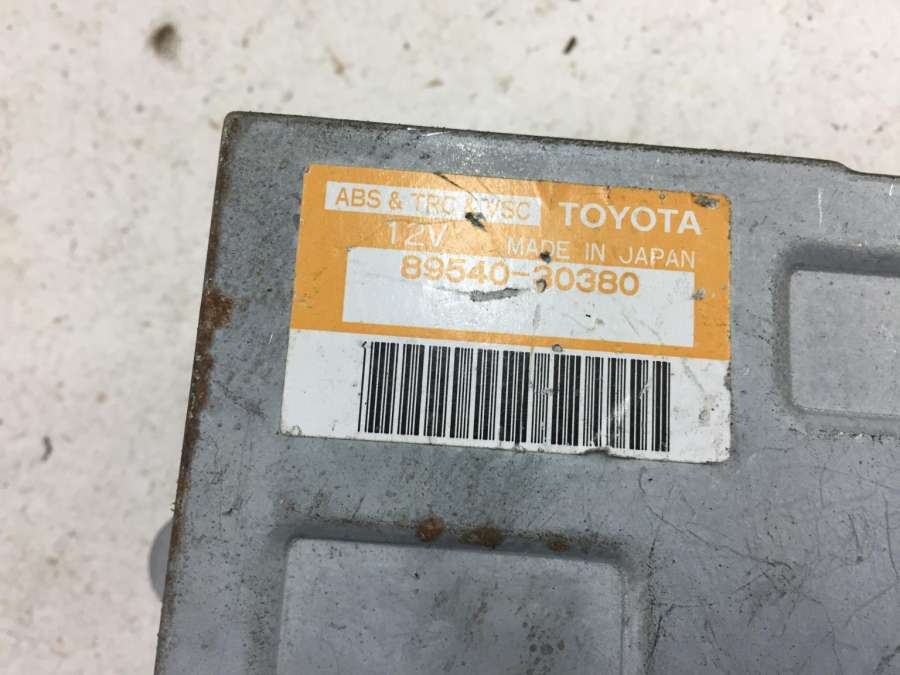 ABS & TRC & VSC TOYOTA
12V MADE IN JAPAN
89540-30380